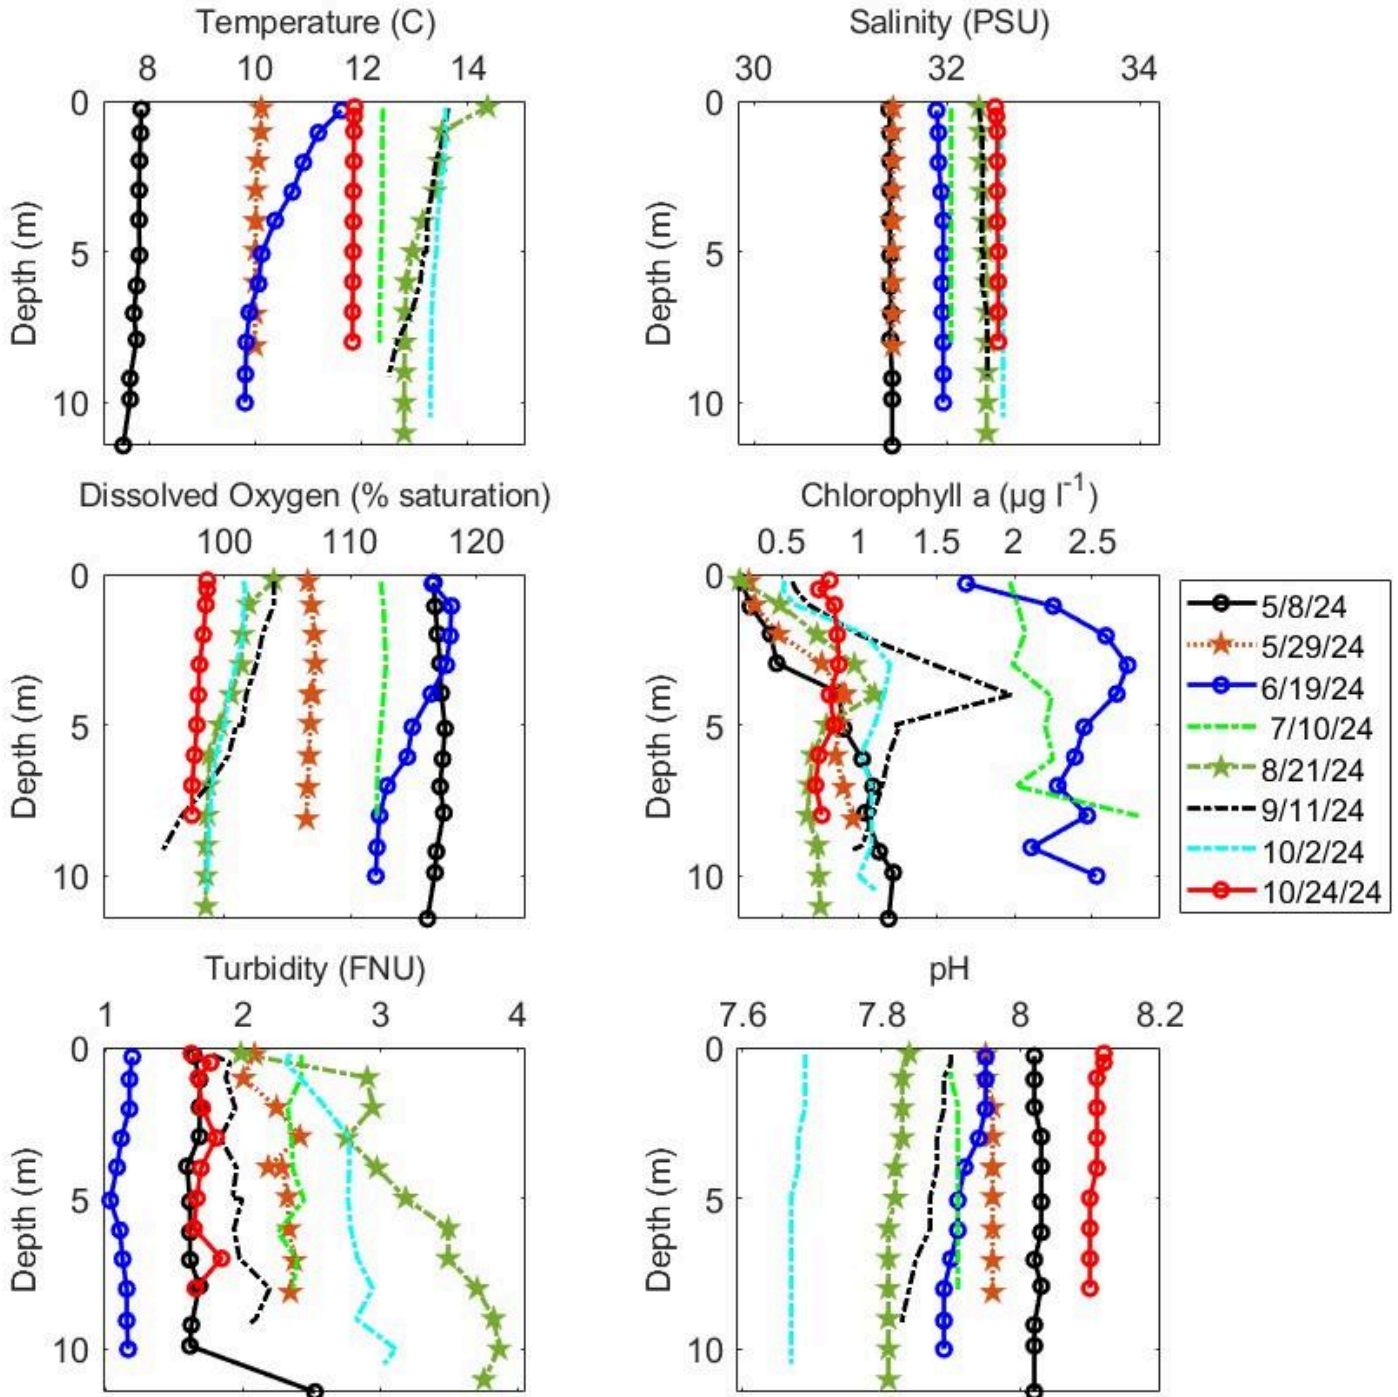 Temperature (C)
8 10 12 14
0
5
10
Depth (m)
Salinity (PSU)
30 32 34
0
5
10
Depth (m)
Dissolved Oxygen (% saturation)
100 110 120
0
5
10
Depth (m)
Chlorophyll a (µg l-1)
0.5 1 1.5 2 2.5
0
5
10
Depth (m)
5/8/24
5/29/24
6/19/24
7/10/24
8/21/24
9/11/24
10/2/24
10/24/24
Turbidity (FNU)
1 2 3 4
0
5
10
Depth (m)
pH
7.6 7.8 8 8.2
0
5
10
Depth (m)